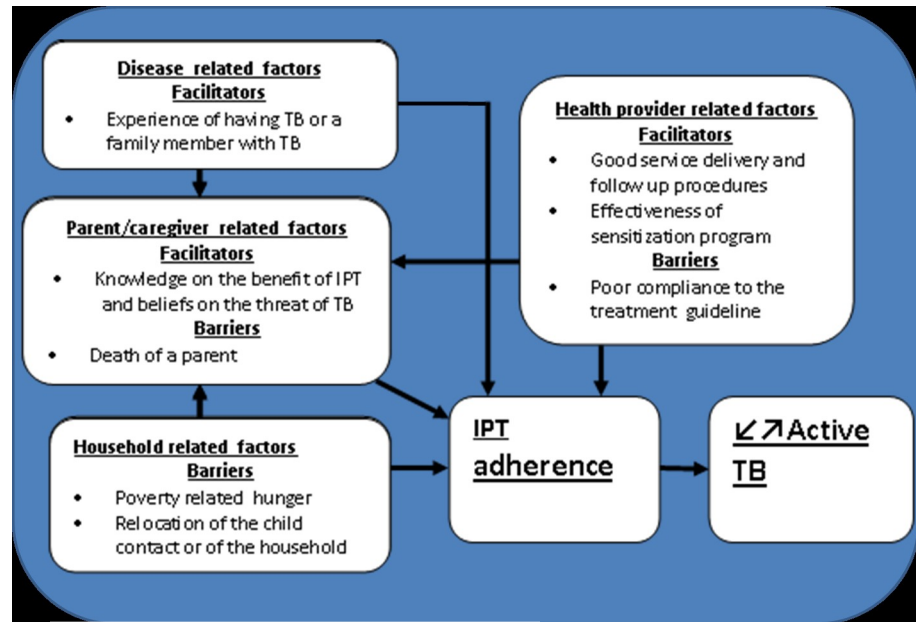 Disease related factors
Facilitators
• Experience of having TB or a
family member with TB
Parent/caregiver related factors
Facilitators
• Knowledge on the benefit of IPT
and beliefs on the threat of TB
Barriers
• Death of a parent
Household related factors
Barriers
• Poverty related hunger
• Relocation of the child
contact or of the household
Health provider related factors
Facilitators
• Good service delivery and
follow up procedures
• Effectiveness of
sensitization program
Barriers
• Poor compliance to the
treatment guideline
IPT
adherence
↙↗Active
TB